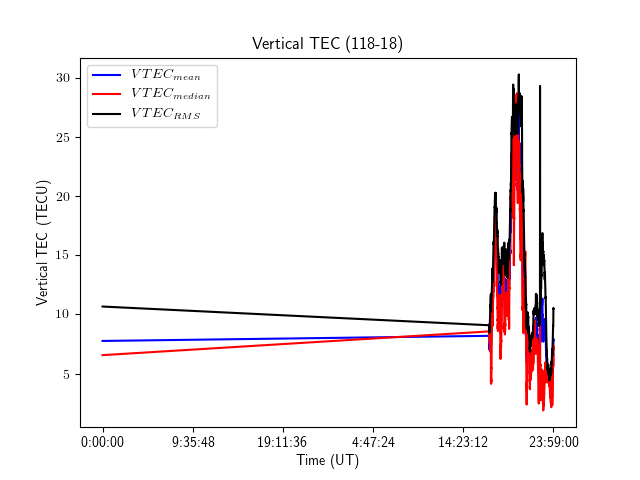 Vertical TEC (118-18)
VTEC_mean
VTEC_median
VTEC_RMS
30
25
20
15
10
5
Vertical TEC (TECU)
0:00:00 9:35:48 19:11:36 4:47:24 14:23:12 23:59:00
Time (UT)